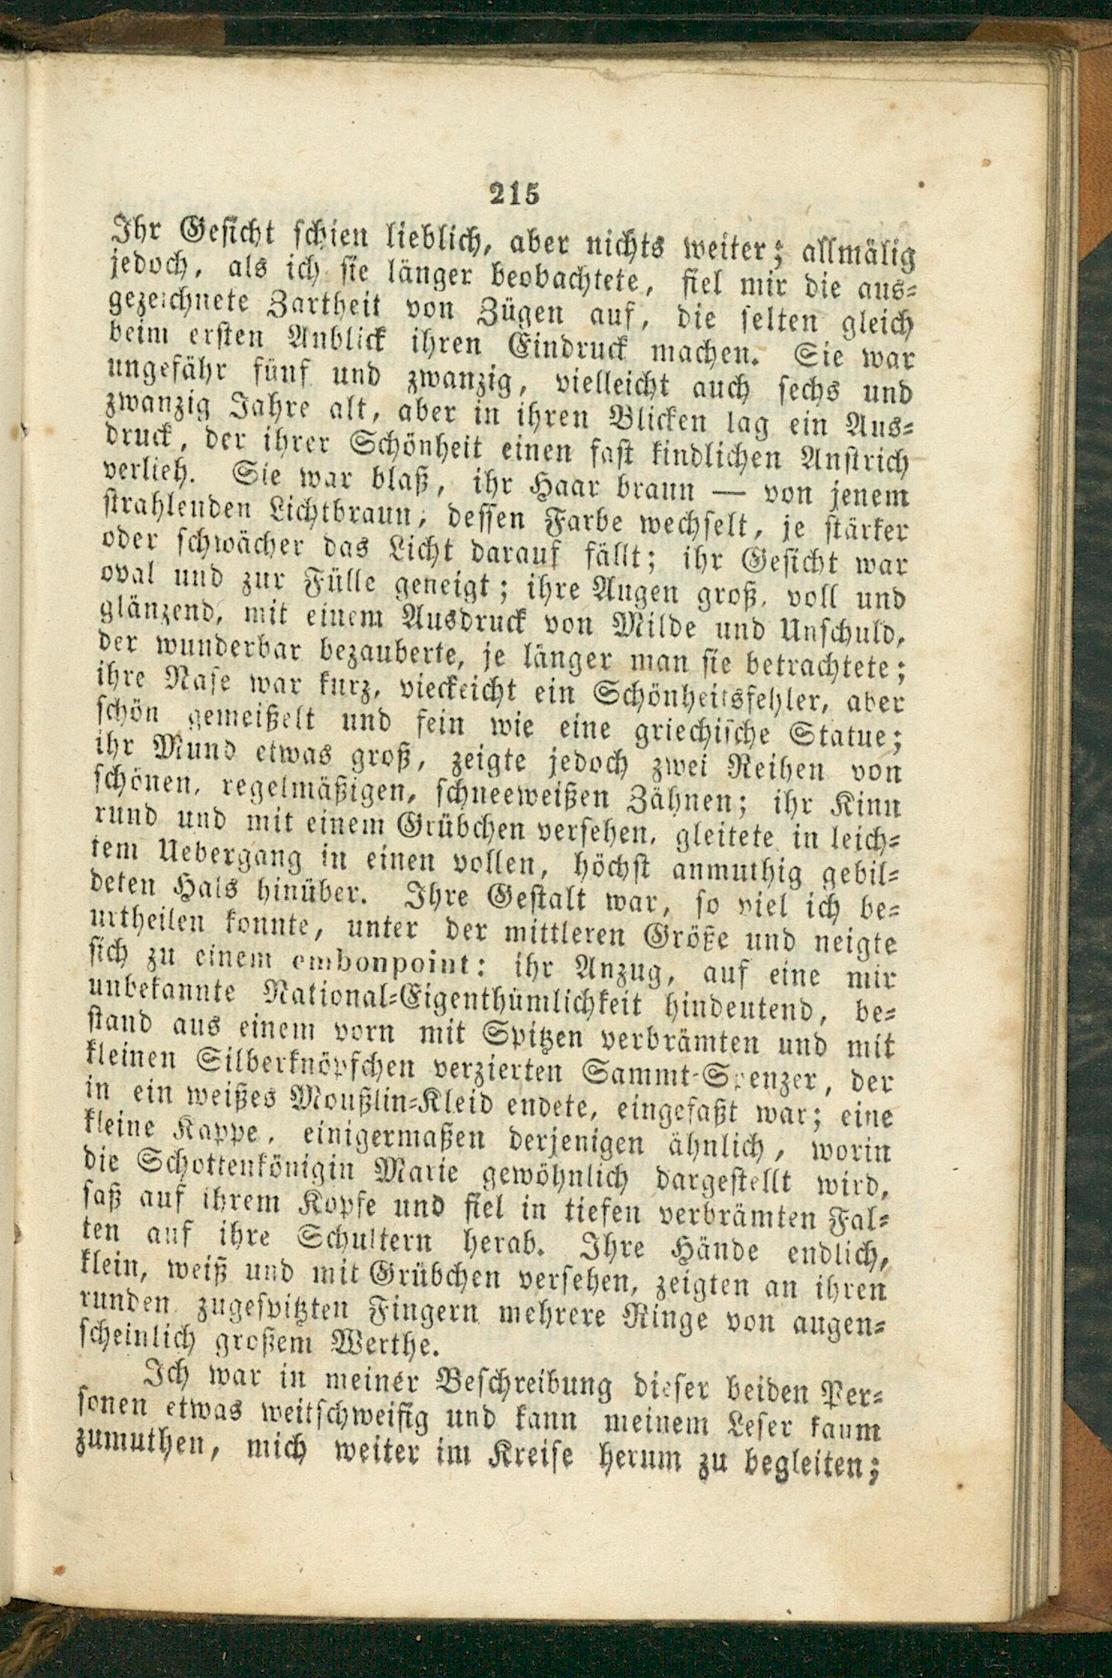 215
Ihr Gesicht schien lieblich, aber nichts weiter; allmälig
jedoch, als ich sie länger beobachtete, fiel mir die aus-
gezeichnete Zartheit von Zügen auf, die selten gleich
beim ersten Anblick ihren Eindruck machen. Sie war
ungefähr fünf und zwanzig, vielleicht auch sechs und
zwanzig Jahre alt, aber in ihren Blicken lag ein Aus-
druck, der ihrer Schönheit einen fast kindlichen Anstrich
verlieh. Sie war blaß, ihr Haar braun — von jenem
strahlenden Lichtbraun, dessen Farbe wechselt, je stärker
oder schwächer das Licht darauf fällt; ihr Gesicht war
oval und zur Fülle geneigt; ihre Augen groß, voll und
glänzend, mit einem Ausdruck von Milde und Unschuld,
der wunderbar bezauberte, je länger man sie betrachtete;
ihre Nase war kurz, vieckeicht ein Schönheitsfehler, aber
schön gemeißelt und fein wie eine griechische Statue;
ihr Mund etwas groß, zeigte jedoch zwei Reihen von
schönen, regelmäßigen, schneeweißen Zähnen; ihr Kinn
rund und mit einem Grübchen versehen, gleitete in leich-
tem Uebergang in einen vollen, höchst anmuthig gebil-
deten Hals hinüber. Ihre Gestalt war, so viel ich be-
urtheilen konnte, unter der mittleren Größe und neigte
sich zu einem embonpoint: ihr Anzug, auf eine mir
unbekannte National-Eigenthümlichkeit hindeutend, be-
stand aus einem vorn mit Spitzen verbrämten und mit
kleinen Silberknöpfchen verzierten Sammt-Spenzer, der
in ein weißes Moußlin-Kleid endete, eingefaßt war; eine
kleine Kappe, einigermaßen derjenigen ähnlich, worin
die Schottenkönigin Marie gewöhnlich dargestellt wird,
saß auf ihrem Kopfe und fiel in tiefen verbrämten Fal-
ten auf ihre Schultern herab. Ihre Hände endlich,
klein, weiß und mit Grübchen versehen, zeigten an ihren
runden zugespitzten Fingern mehrere Ringe von augen-
scheinlich großem Werthe.
Ich war in meiner Beschreibung dieser beiden Per-
sonen etwas weitschweifig und kann meinem Leser kaum
zumuthen, mich weiter im Kreise herum zu begleiten;